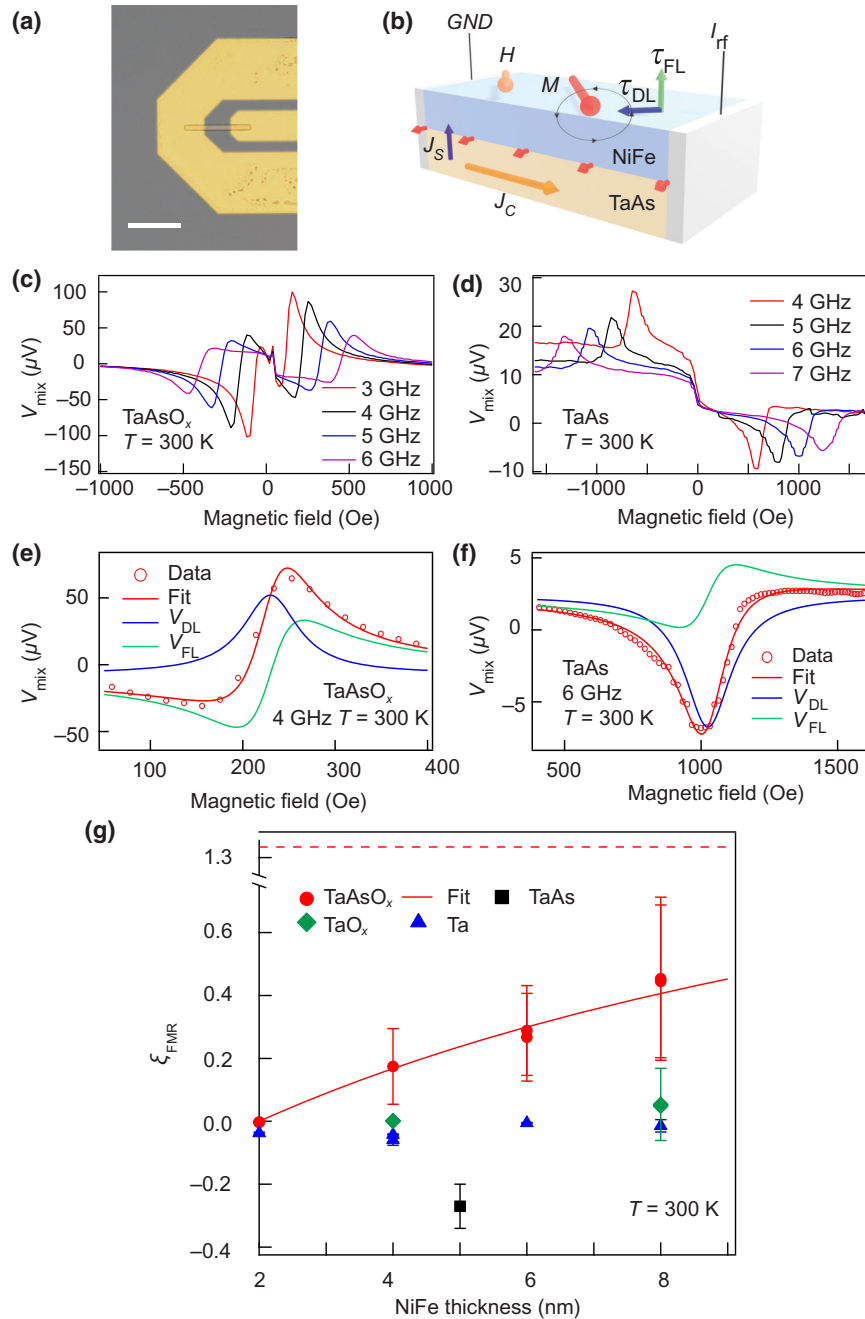 (a)
(b)
GND
H
M
τDL
τFL
Irf
JS
NiFe
JC
TaAs
(c)
100
50
0
−50
−100
−150
Vmix (μV)
TaAsOx
T = 300 K
3 GHz
4 GHz
5 GHz
6 GHz
−1000
−500
0
500
1000
Magnetic field (Oe)
(d)
30
20
10
0
−10
Vmix (μV)
4 GHz
5 GHz
6 GHz
7 GHz
TaAs
T = 300 K
−1000
0
1000
Magnetic field (Oe)
(e)
50
0
−50
Vmix (μV)
Data
Fit
VDL
VFL
TaAsOx
4 GHz T = 300 K
100
200
300
400
Magnetic field (Oe)
(f)
5
0
−5
Vmix (μV)
TaAs
6 GHz
T = 300 K
Data
Fit
VDL
VFL
500
1000
1500
Magnetic field (Oe)
(g)
1.3
0.6
0.4
0.2
0.0
−0.2
−0.4
ξFMR
TaAsOx
Fit
TaAs
TaOx
Ta
T = 300 K
2
4
6
8
NiFe thickness (nm)